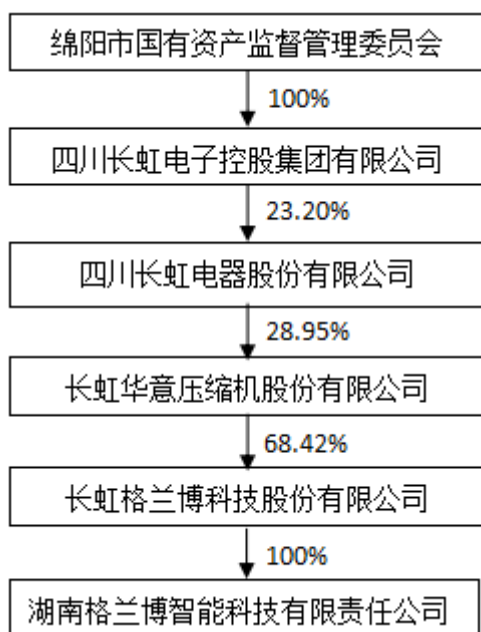 绵阳市国有资产监督管理委员会
100%
四川长虹电子控股集团有限公司
23.20%
四川长虹电器股份有限公司
28.95%
长虹华意压缩机股份有限公司
68.42%
长虹格兰博科技股份有限公司
100%
湖南格兰博智能科技有限责任公司